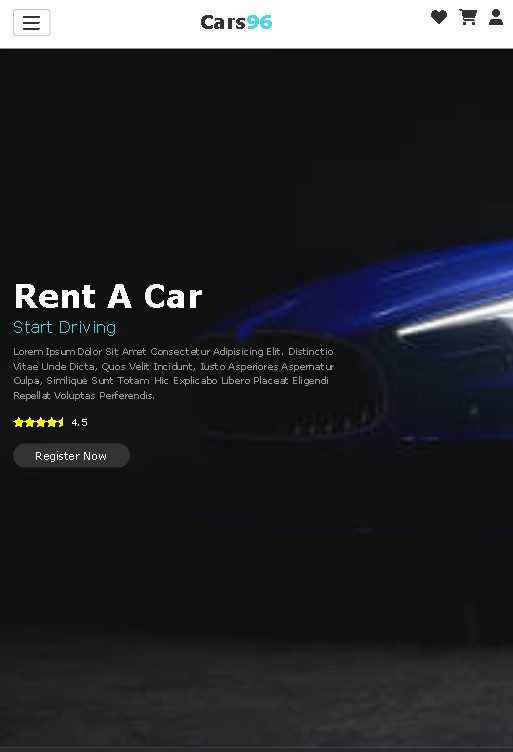 Cars96
Rent A Car
Start Driving
Lorem Ipsum Dolor Sit Amet Consectetur Adipisicing Elit. Distinctio
Vitae Unde Dicta, Quos Velit Incidunt, Iusto Asperiores Aspernatur
Culpa, Similique Sunt Totam Hic Explicabo Libero Placeat Eligendi
Repellat Voluptas Perferendis.
4.5
Register Now